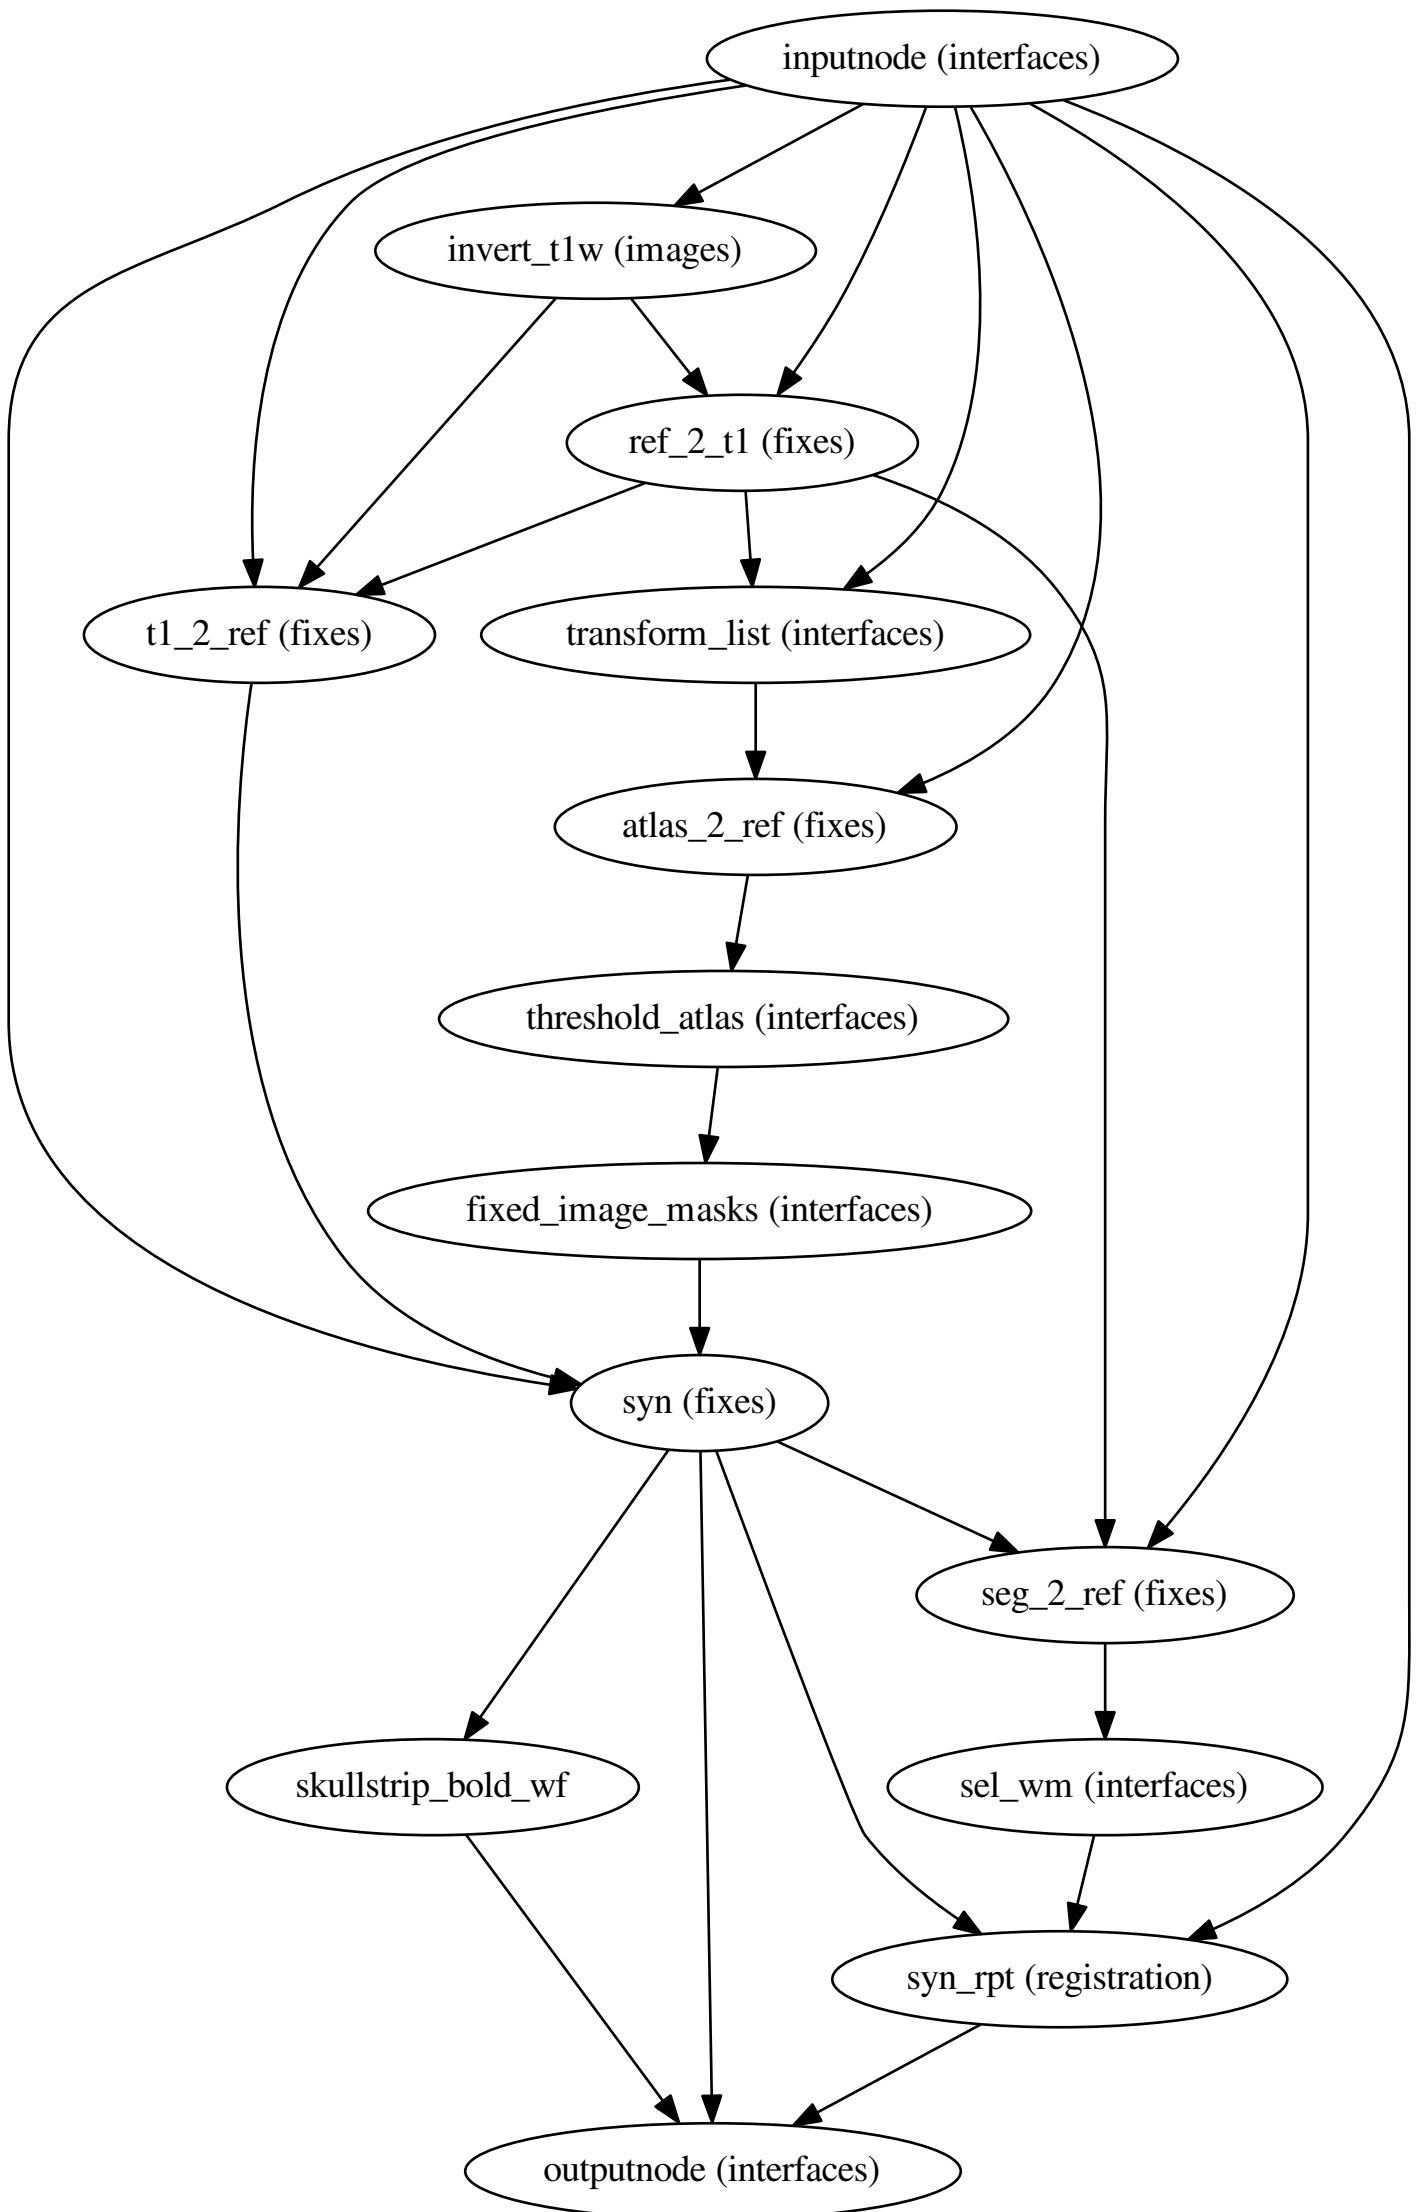 inputnode (interfaces)
invert_t1w (images)
ref_2_t1 (fixes)
t1_2_ref (fixes)
transform_list (interfaces)
atlas_2_ref (fixes)
threshold_atlas (interfaces)
fixed_image_masks (interfaces)
syn (fixes)
seg_2_ref (fixes)
skullstrip_bold_wf
sel_wm (interfaces)
syn_rpt (registration)
outputnode (interfaces)